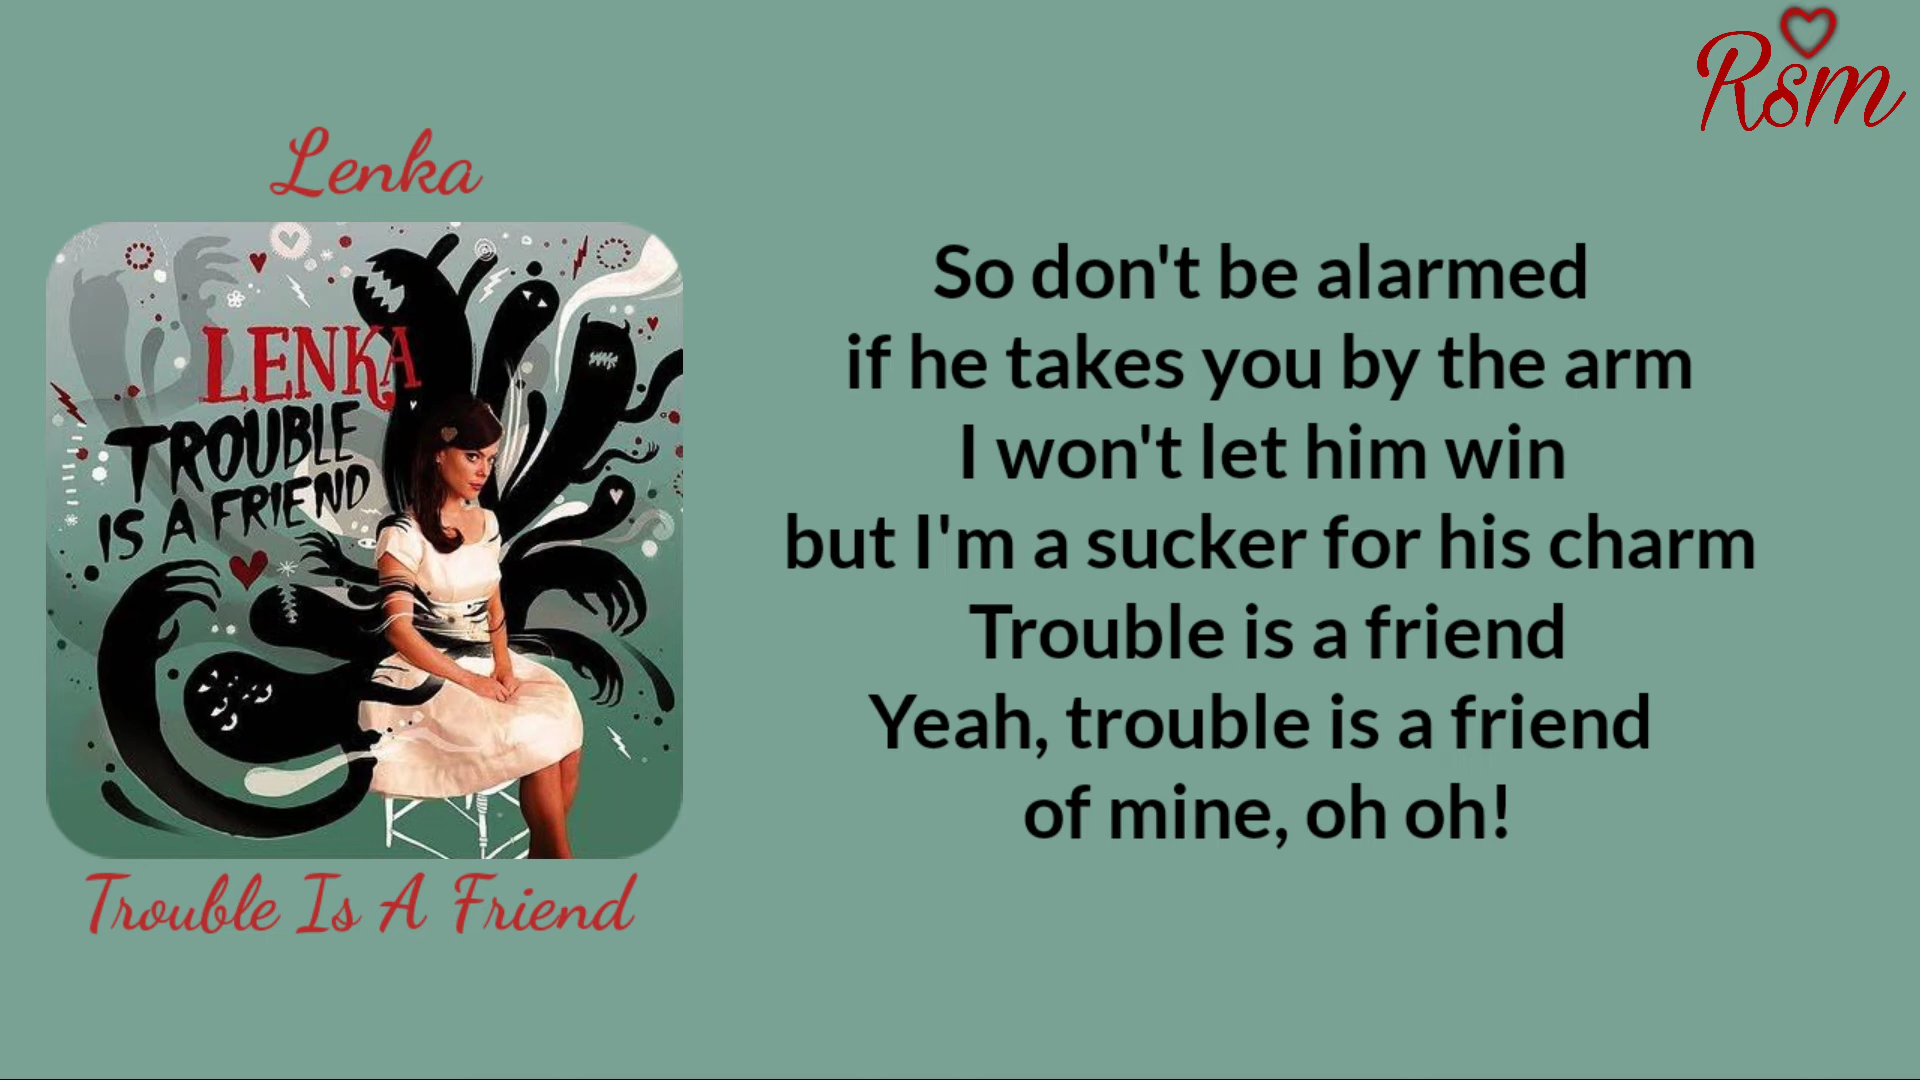 Rsm
Lenka
LENKA
TROUBLE
IS A FRIEND
Trouble Is A Friend
So don't be alarmed
if he takes you by the arm
I won't let him win
but I'm a sucker for his charm
Trouble is a friend
Yeah, trouble is a friend
of mine, oh oh!